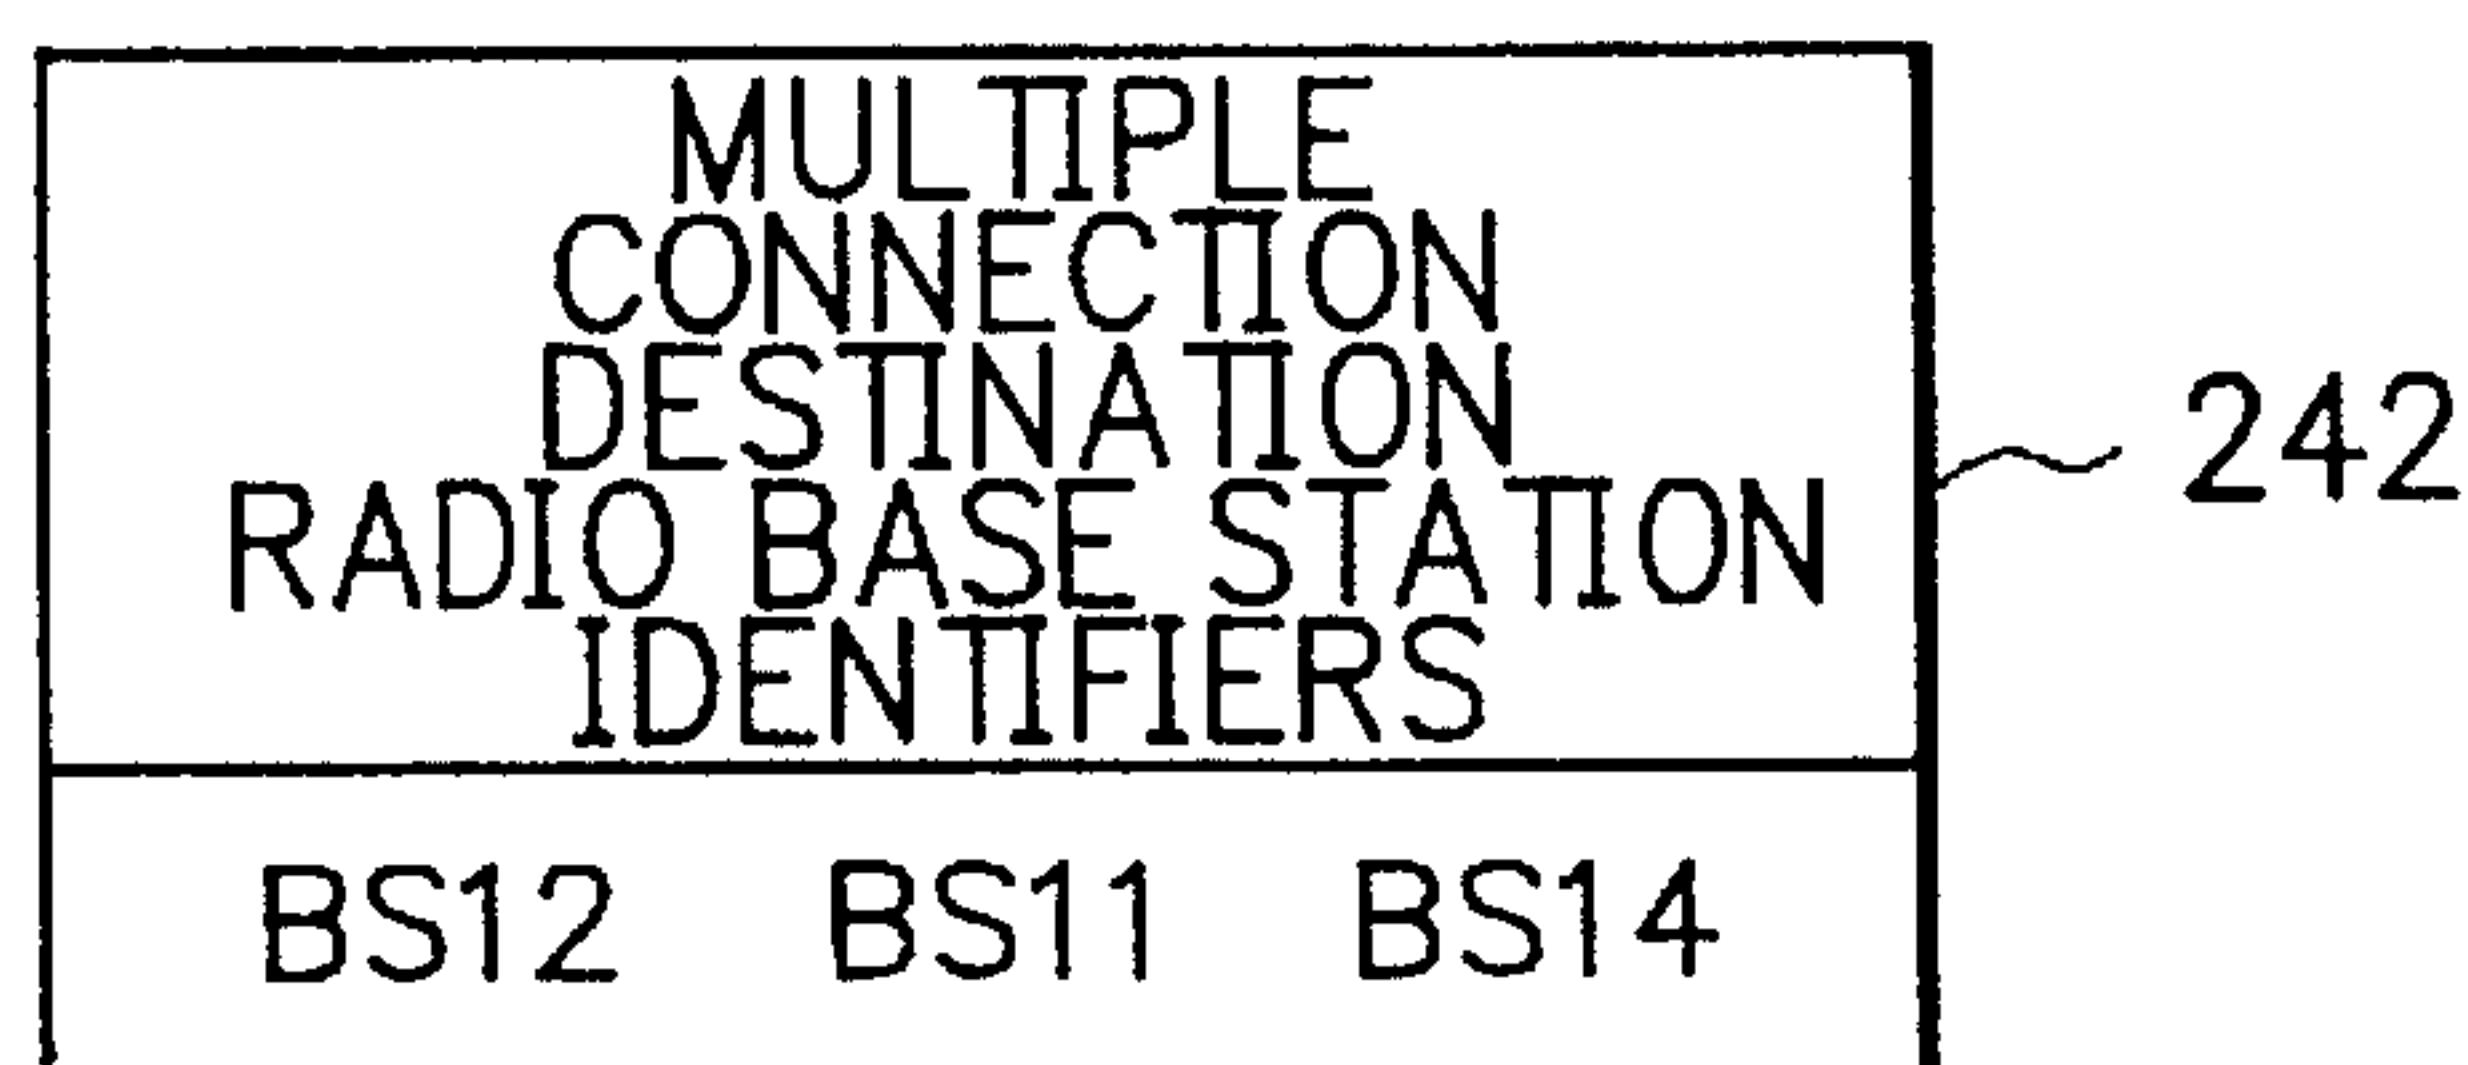 MULTIPLE
CONNECTION
DESTINATION
RADIO BASE STATION
IDENTIFIERS
242
BS12 BS11 BS14